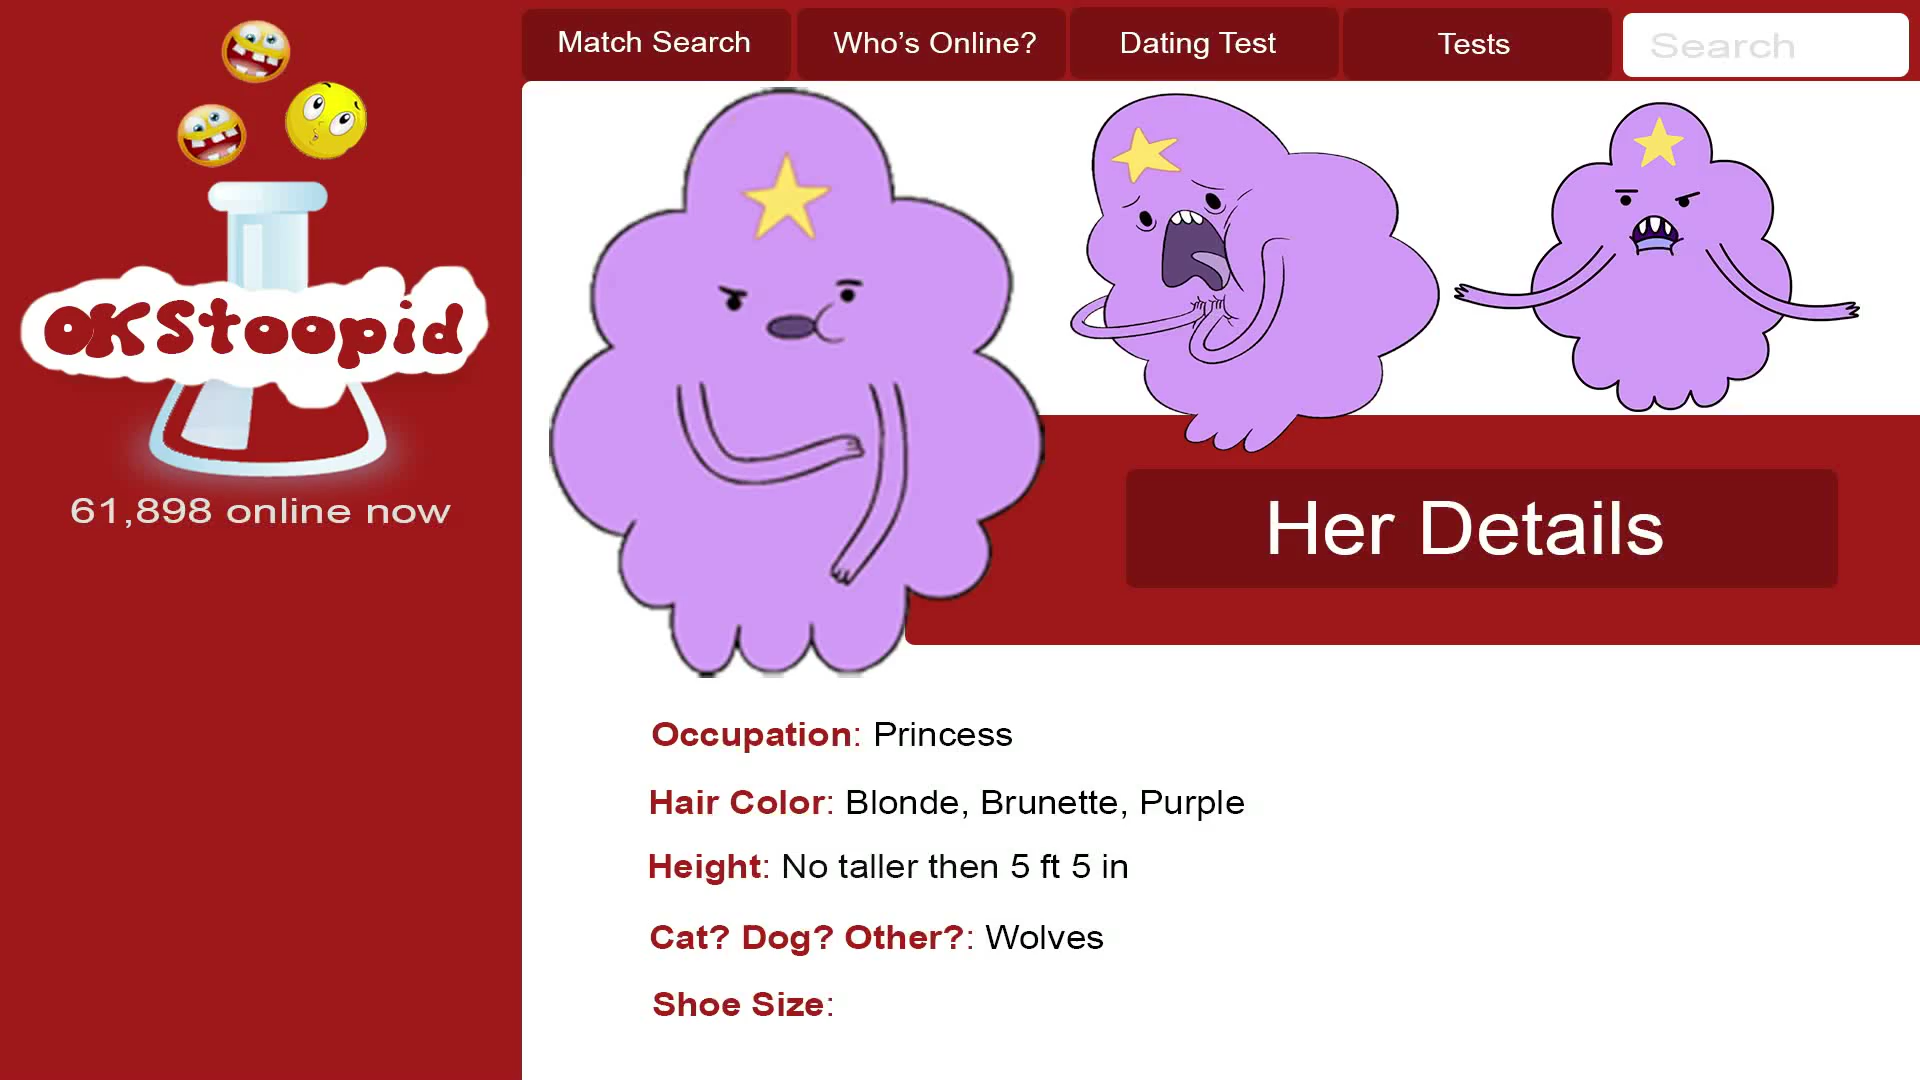 Match Search
Who's Online?
Dating Test
Tests
Search
OKStoopid
61,898 online now
Her Details
Occupation: Princess
Hair Color: Blonde, Brunette, Purple
Height: No taller then 5 ft 5 in
Cat? Dog? Other?: Wolves
Shoe Size: